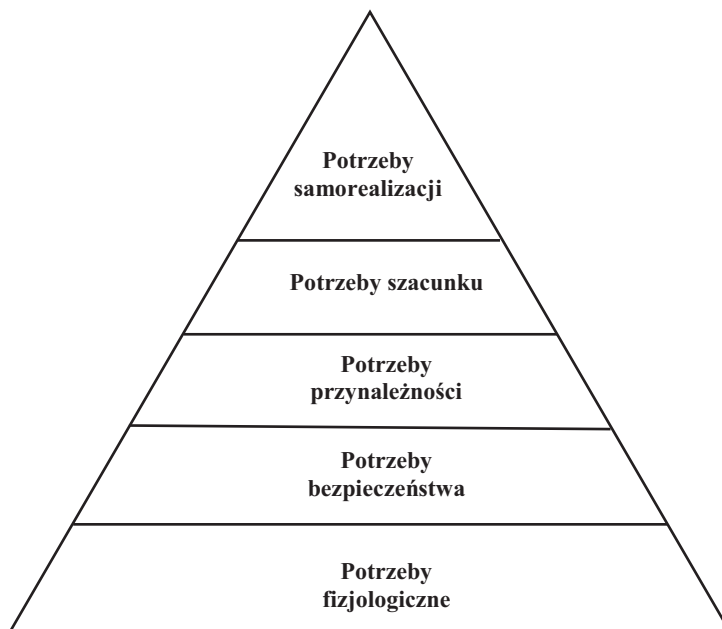 Potrzeby
samorealizacji
Potrzeby szacunku
Potrzeby
przynależności
Potrzeby
bezpieczeństwa
Potrzeby
fizjologiczne